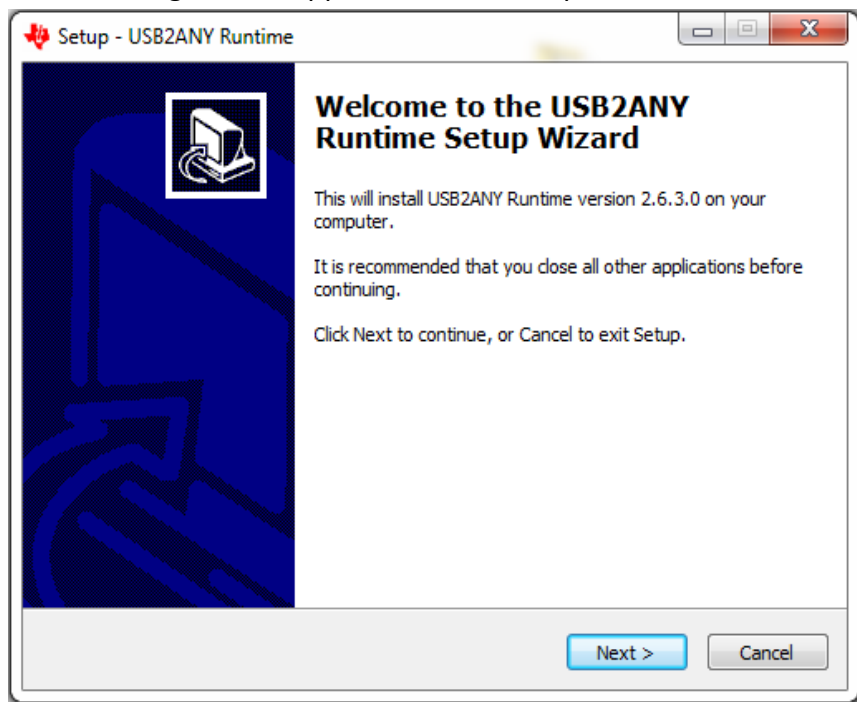 Setup - USB2ANY Runtime
Welcome to the USB2ANY
Runtime Setup Wizard
This will install USB2ANY Runtime version 2.6.3.0 on your
computer.
It is recommended that you close all other applications before
continuing.
Click Next to continue, or Cancel to exit Setup.
Next >
Cancel